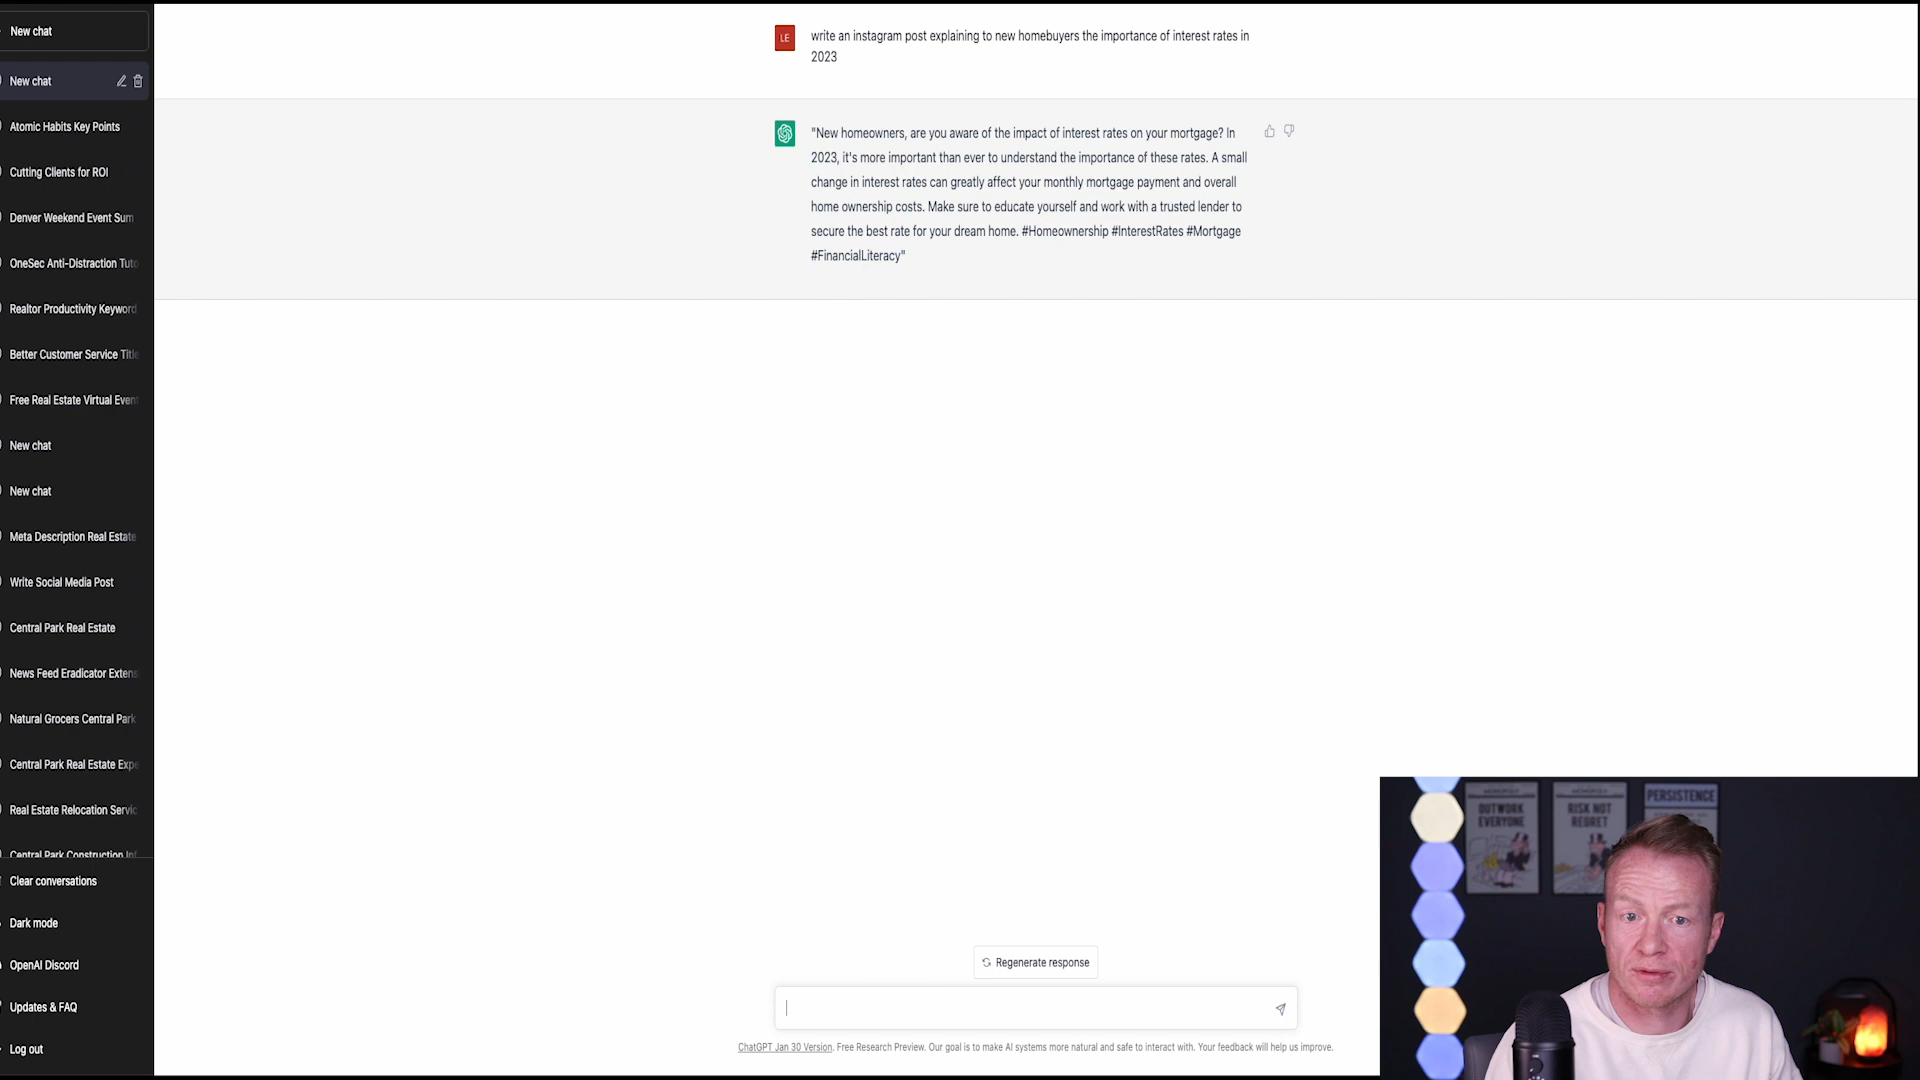 New chat
New chat
Atomic Habits Key Points
Cutting Clients for ROI
Denver Weekend Event Sum
OneSec Anti-Distraction Tuto
Realtor Productivity Keyword
Better Customer Service Title
Free Real Estate Virtual Even
New chat
New chat
Meta Description Real Estate
Write Social Media Post
Central Park Real Estate
News Feed Eradicator Extens
Natural Grocers Central Park
Central Park Real Estate Expe
Real Estate Relocation Servic
Central Park Construction Inf
Clear conversations
Dark mode
OpenAI Discord
Updates & FAQ
Log out
LE
write an instagram post explaining to new homebuyers the importance of interest rates in
2023
"New homeowners, are you aware of the impact of interest rates on your mortgage? In
2023, it's more important than ever to understand the importance of these rates. A small
change in interest rates can greatly affect your monthly mortgage payment and overall
home ownership costs. Make sure to educate yourself and work with a trusted lender to
secure the best rate for your dream home. #Homeownership #InterestRates #Mortgage
#FinancialLiteracy"
Regenerate response
ChatGPT Jan 30 Version. Free Research Preview. Our goal is to make AI systems more natural and safe to interact with. Your feedback will help us improve.
MONOPOLY
OUTWORK
EVERYONE
MONOPOLY
RISK NOT
REGRET
PERSISTENCE